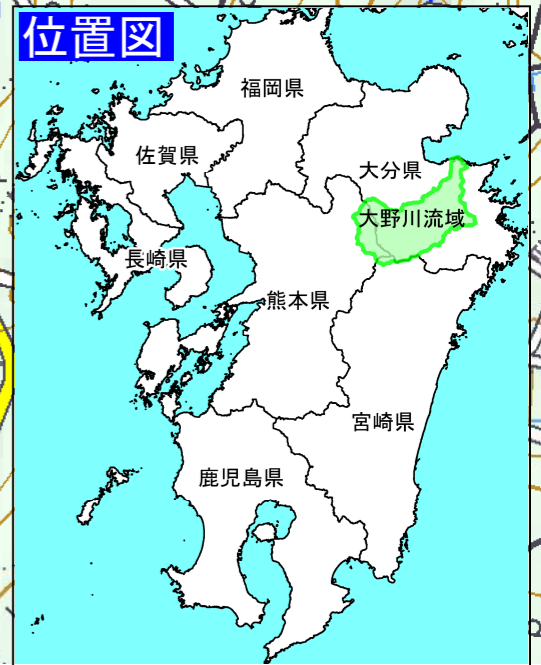 位置図
福岡県
佐賀県
大分県
大野川流域
長崎県
熊本県
宮崎県
鹿児島県